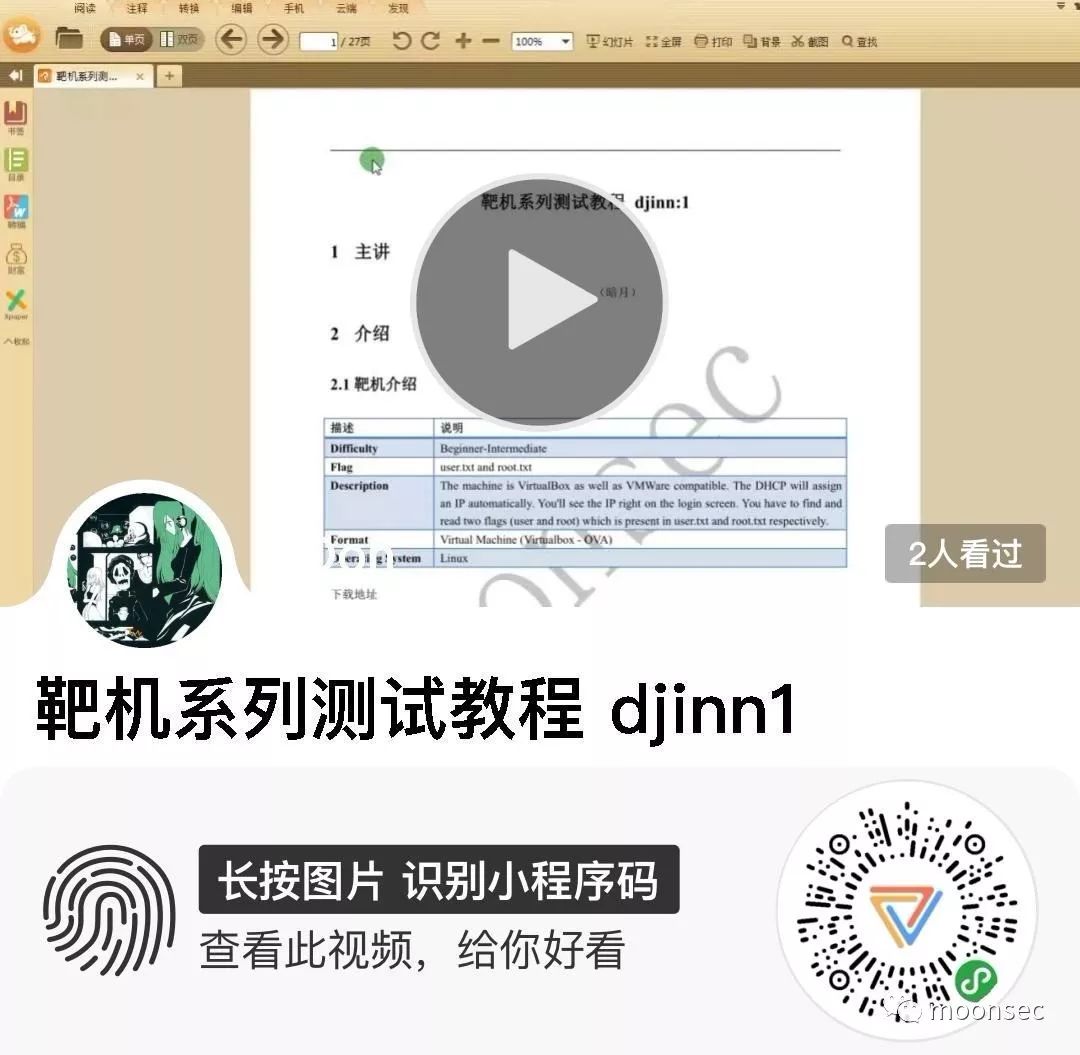 阅读 注释 转换 编辑 手机 云端 发现
单页 双页 1 / 27页 100% 幻灯片 全屏 打印 背景 截图 查找
靶机系列测... × +
书签
目录
转编
财富
Xpaper
靶机系列测试教程 djinn:1
1 主讲
（暗月）
2 介绍
2.1 靶机介绍
描述 说明
Difficulty Beginner-Intermediate
Flag user.txt and root.txt
Description The machine is VirtualBox as well as VMWare compatible. The DHCP will assign
an IP automatically. You'll see the IP right on the login screen. You have to find and
read two flags (user and root) which is present in user.txt and root.txt respectively.
Format Virtual Machine (Virtualbox - OVA)
Operating System Linux
下载地址
2人看过
靶机系列测试教程 djinn1
长按图片 识别小程序码
查看此视频，给你好看
moonsec